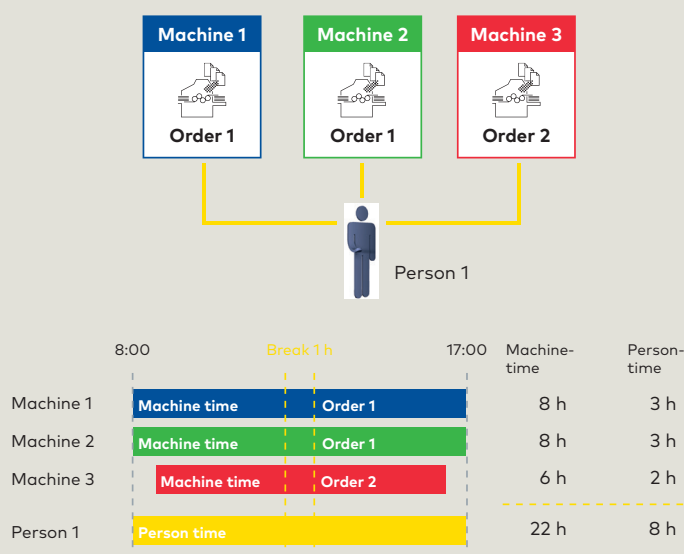 Machine 1
Machine 2
Machine 3
Order 1
Order 1
Order 2
Person 1
8:00
Break 1 h
17:00
Machine-
time
Person-
time
Machine 1
Machine time
Order 1
8 h
3 h
Machine 2
Machine time
Order 1
8 h
3 h
Machine 3
Machine time
Order 2
6 h
2 h
Person 1
Person time
22 h
8 h